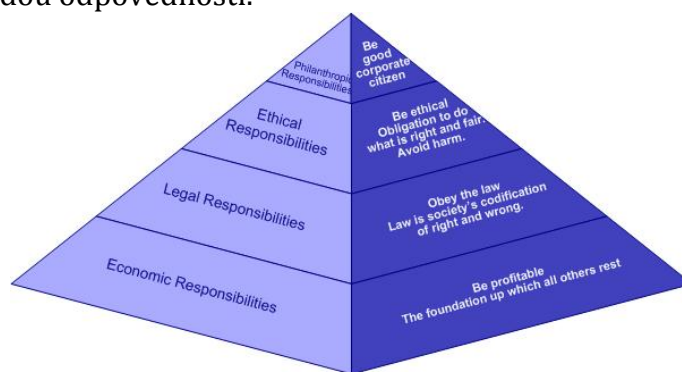 dou odpovědnosti.
Philanthropic
Responsibilities
Be
good
corporate
citizen
Ethical
Responsibilities
Be ethical
Obligation to do
what is right and fair.
Avoid harm.
Legal Responsibilities
Obey the law
Law is society's codification
of right and wrong.
Economic Responsibilities
Be profitable
The foundation up which all others rest